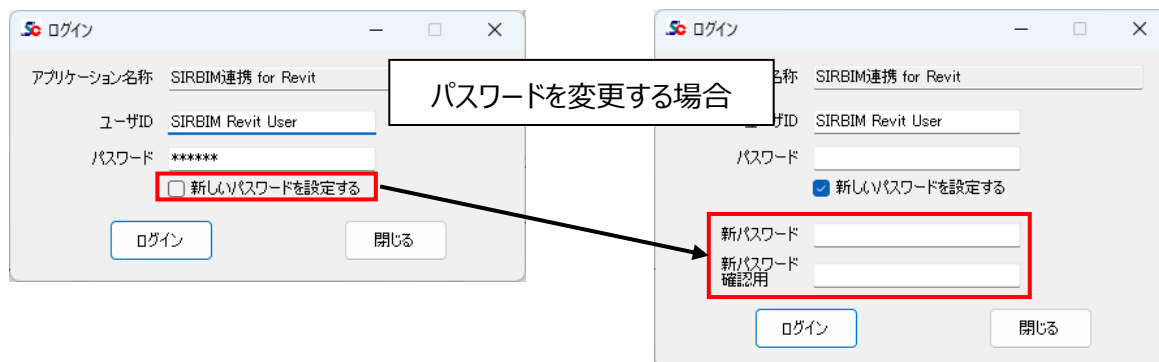 ログイン
アプリケーション名称 SIRBIM連携 for Revit
ユーザID SIRBIM Revit User
パスワード ******
新しいパスワードを設定する
ログイン 閉じる
パスワードを変更する場合
ログイン
名称 SIRBIM連携 for Revit
ユーザID SIRBIM Revit User
パスワード
新しいパスワードを設定する
新パスワード
新パスワード
確認用
ログイン 閉じる